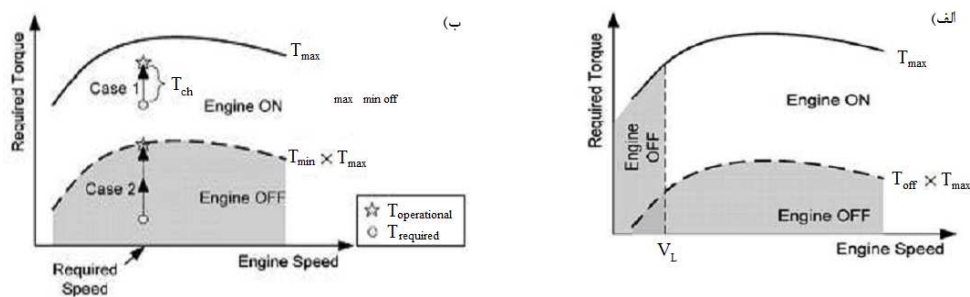 ب)
Required Torque
T_max
Case 1
T_ch
Engine ON
max min off
T_min × T_max
Case 2
Engine OFF
T_operational
T_required
Required
Speed
Engine Speed
الف)
Required Torque
T_max
Engine ON
Engine
OFF
T_off × T_max
Engine OFF
V_L
Engine Speed